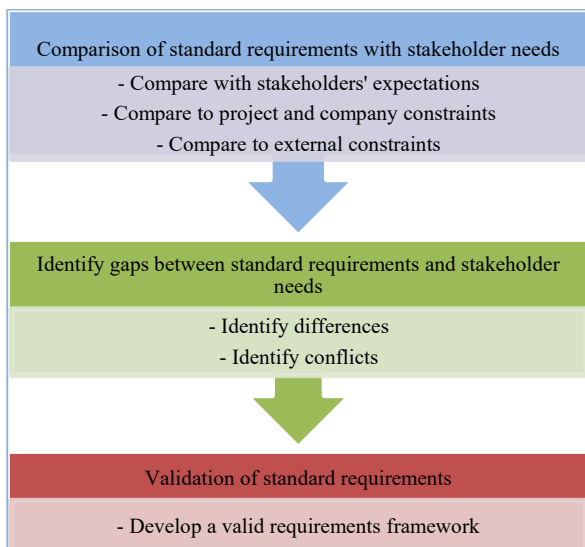 Comparison of standard requirements with stakeholder needs
- Compare with stakeholders' expectations
- Compare to project and company constraints
- Compare to external constraints
Identify gaps between standard requirements and stakeholder
needs
- Identify differences
- Identify conflicts
Validation of standard requirements
- Develop a valid requirements framework